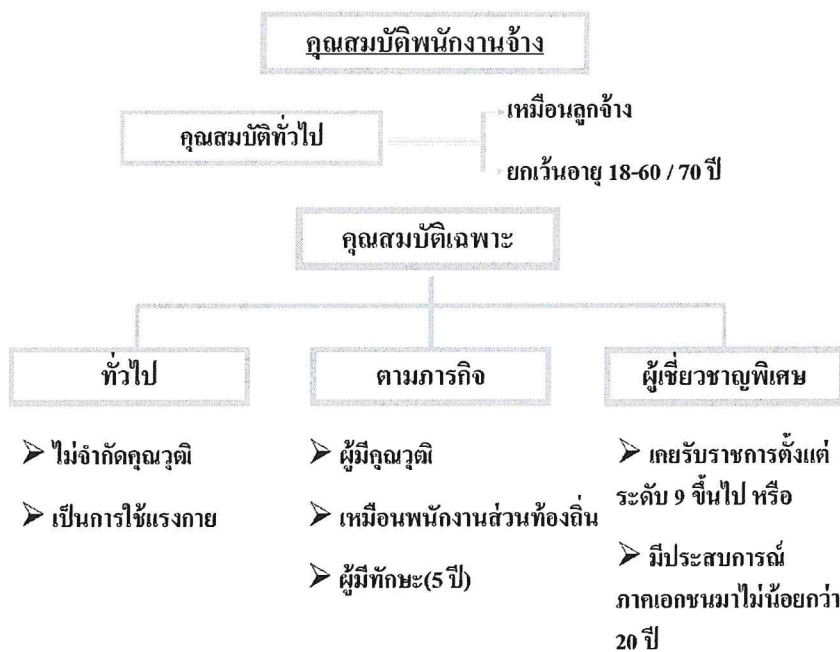 คุณสมบัติพนักงานจ้าง
คุณสมบัติทั่วไป
เหมือนลูกจ้าง
ยกเว้นอายุ 18-60 / 70 ปี
คุณสมบัติเฉพาะ
ทั่วไป
➢ ไม่จำกัดคุณวุฒิ
➢ เป็นการใช้แรงกาย
ตามภารกิจ
➢ ผู้มีคุณวุฒิ
➢ เหมือนพนักงานส่วนท้องถิ่น
➢ ผู้มีทักษะ(5 ปี)
ผู้เชี่ยวชาญพิเศษ
➢ เคยรับราชการตั้งแต่
ระดับ 9 ขึ้นไป หรือ
➢ มีประสบการณ์
ภาคเอกชนมาไม่น้อยกว่า
20 ปี